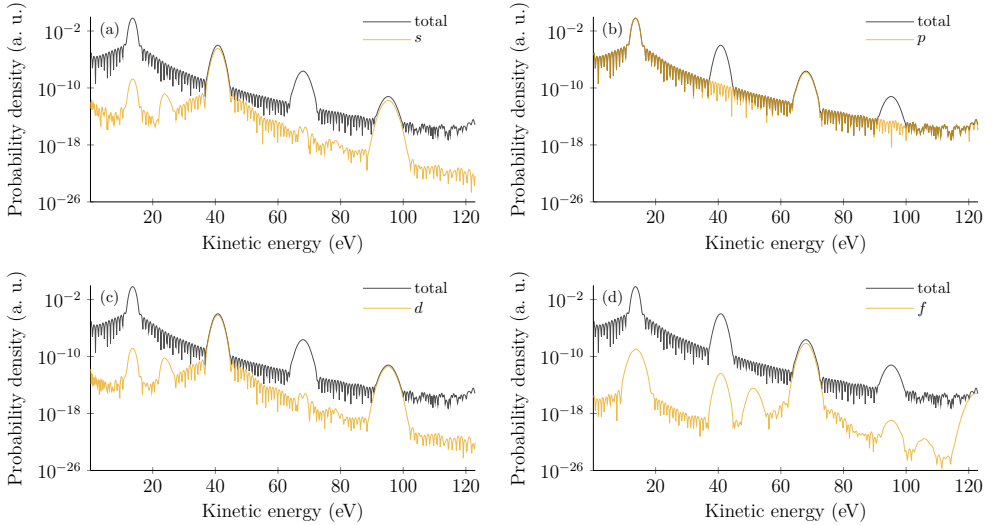 (a)
total
s
10−2
10−10
10−18
10−26
Probability density (a. u.)
20 40 60 80 100 120
Kinetic energy (eV)
(b)
total
p
10−2
10−10
10−18
10−26
Probability density (a. u.)
20 40 60 80 100 120
Kinetic energy (eV)
(c)
total
d
10−2
10−10
10−18
10−26
Probability density (a. u.)
20 40 60 80 100 120
Kinetic energy (eV)
(d)
total
f
10−2
10−10
10−18
10−26
Probability density (a. u.)
20 40 60 80 100 120
Kinetic energy (eV)